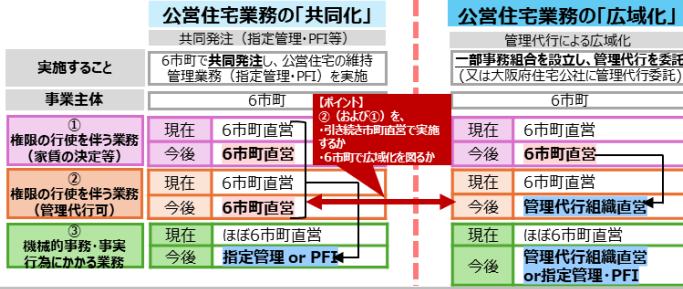 公営住宅業務の「共同化」
公営住宅業務の「広域化」
共同発注（指定管理・PFI等）
管理代行による広域化
実施すること
6市町で共同発注し、公営住宅の維持
管理業務（指定管理・PFI）を実施
一部事務組合を設立し、管理代行を委託
(又は大阪府住宅公社に管理代行委託)
事業主体
6市町
6市町
【ポイント】
②（および①）を、
・引き続き市町直営で実施
するか
・6市町で広域化を図るか
①
権限の行使を伴う業務
（家賃の決定等）
現在
6市町直営
今後
6市町直営
現在
6市町直営
今後
6市町直営
②
権限の行使を伴う業務
（管理代行可）
現在
6市町直営
今後
6市町直営
現在
6市町直営
今後
管理代行組織直営
③
機械的事務・事実
行為にかかる業務
現在
ほぼ6市町直営
今後
指定管理 or PFI
現在
ほぼ6市町直営
今後
管理代行組織直営
or指定管理・PFI